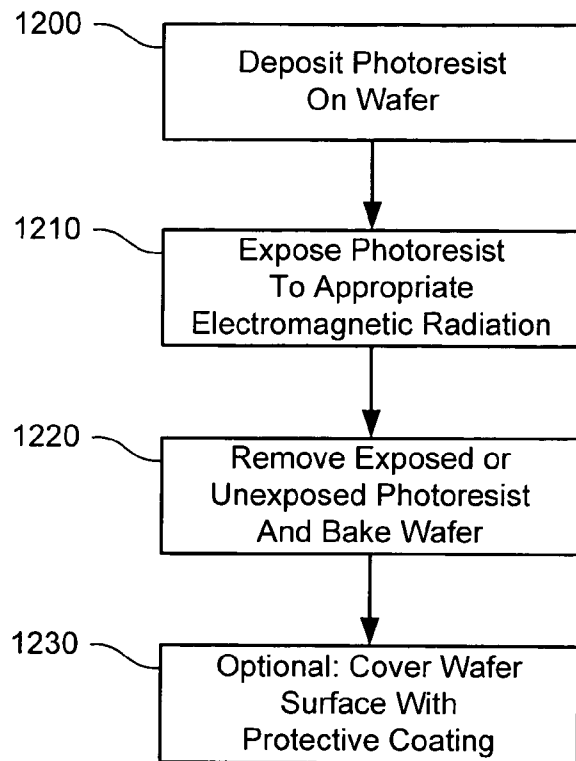 1200
Deposit Photoresist
On Wafer
1210
Expose Photoresist
To Appropriate
Electromagnetic Radiation
1220
Remove Exposed or
Unexposed Photoresist
And Bake Wafer
1230
Optional: Cover Wafer
Surface With
Protective Coating